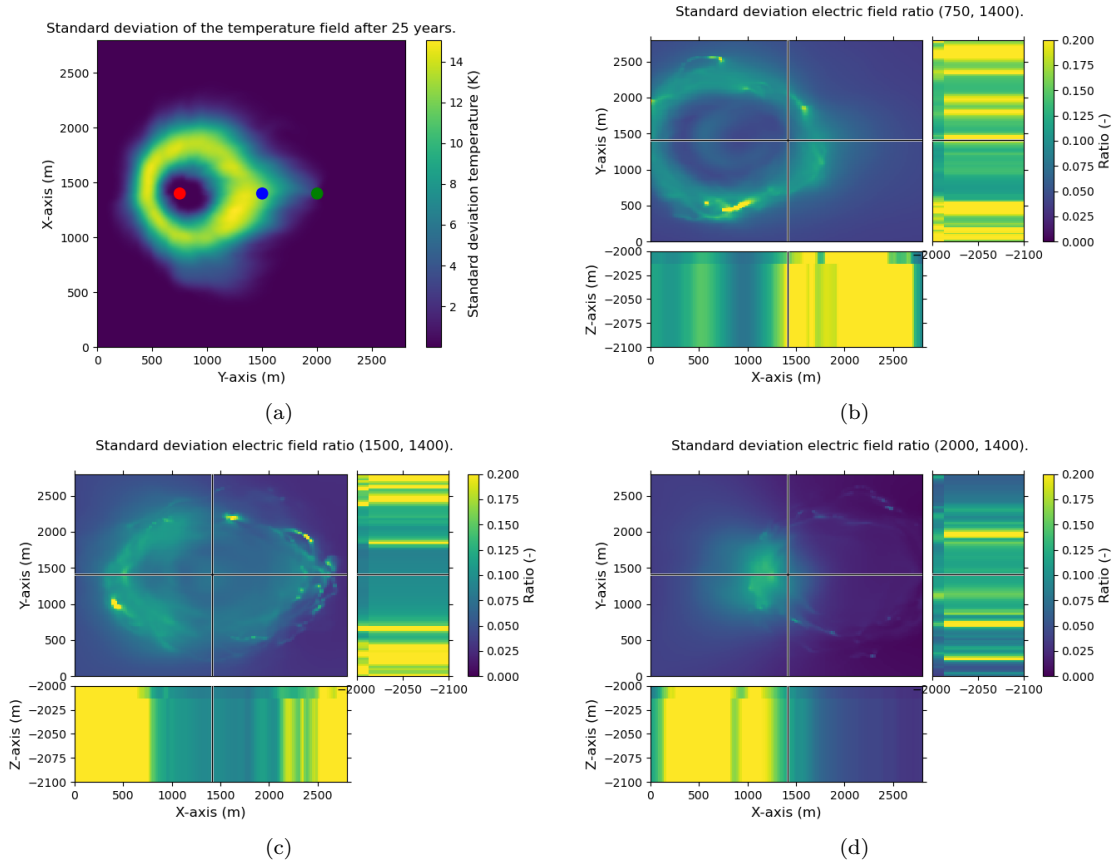 Standard deviation of the temperature field after 25 years.
2500
2000
1500
1000
500
0
X-axis (m)
0 500 1000 1500 2000 2500
Y-axis (m)
14
12
10
8
6
4
2
Standard deviation temperature (K)
(a)
Standard deviation electric field ratio (750, 1400).
2500
2000
1500
1000
500
0
Y-axis (m)
−2000 −2050 −2100
0.200
0.175
0.150
0.125
0.100
0.075
0.050
0.025
0.000
Ratio (-)
−2000
−2025
−2050
−2075
−2100
Z-axis (m)
0 500 1000 1500 2000 2500
X-axis (m)
(b)
Standard deviation electric field ratio (1500, 1400).
2500
2000
1500
1000
500
0
Y-axis (m)
−2000 −2050 −2100
0.200
0.175
0.150
0.125
0.100
0.075
0.050
0.025
0.000
Ratio (-)
−2000
−2025
−2050
−2075
−2100
Z-axis (m)
0 500 1000 1500 2000 2500
X-axis (m)
(c)
Standard deviation electric field ratio (2000, 1400).
2500
2000
1500
1000
500
0
Y-axis (m)
−2000 −2050 −2100
0.200
0.175
0.150
0.125
0.100
0.075
0.050
0.025
0.000
Ratio (-)
−2000
−2025
−2050
−2075
−2100
Z-axis (m)
0 500 1000 1500 2000 2500
X-axis (m)
(d)